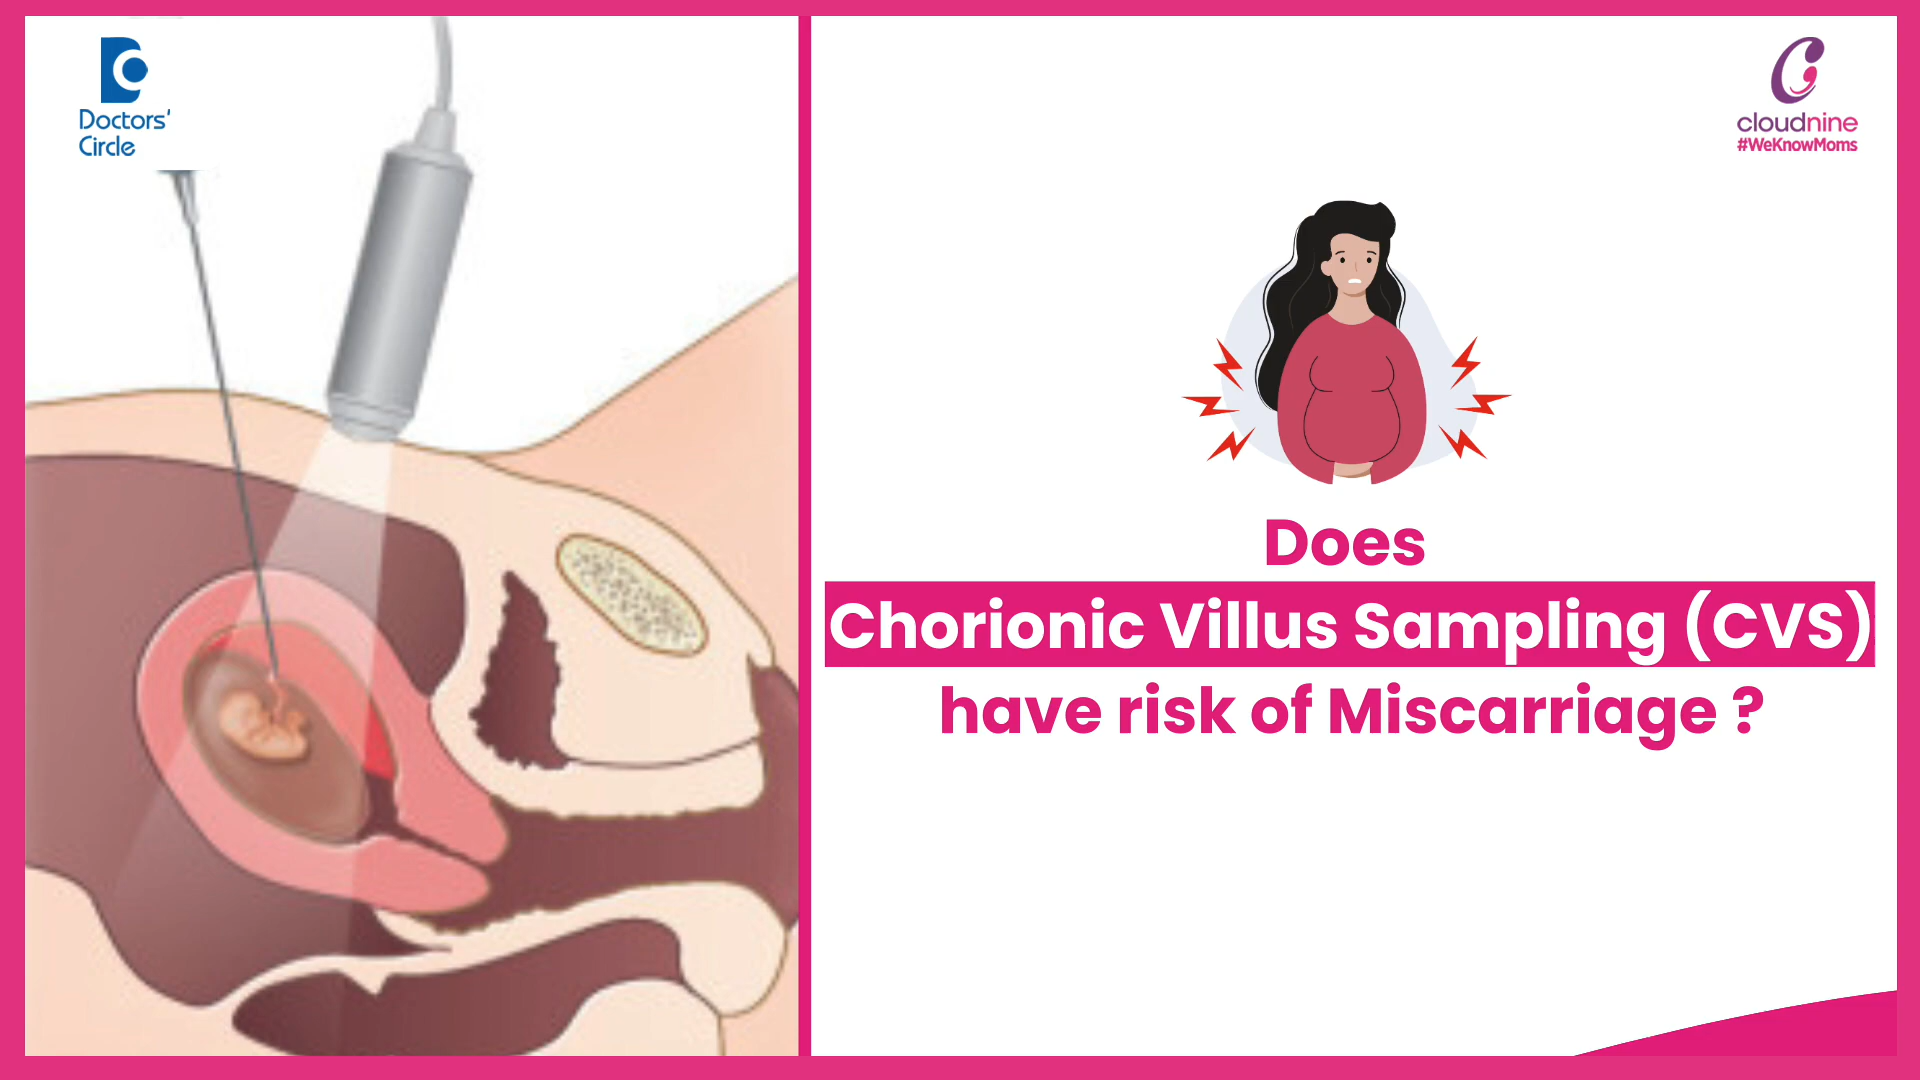 Doctors'
Circle
cloudnine
#WeKnowMoms
Does
Chorionic Villus Sampling (CVS)
have risk of Miscarriage ?